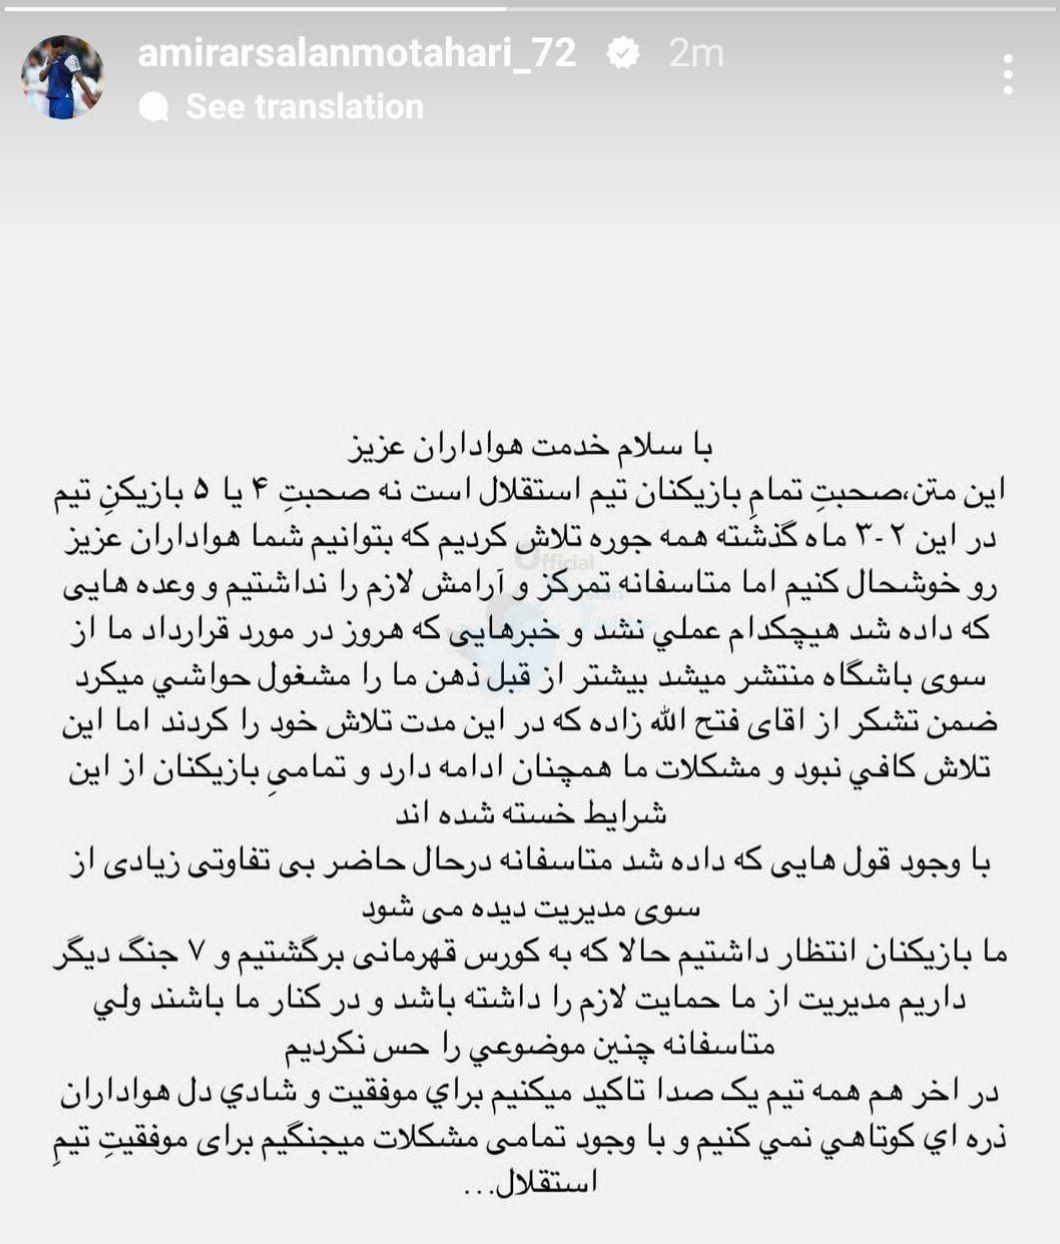 amirarsalanmotahari_72 2m
See translation
با سلام خدمت هواداران عزیز
این متن،صحبتِ تمامِ بازیکنان تیم استقلال است نه صحبتِ ۴ یا ۵ بازیکنِ تیم
در این ۲-۳ ماه گذشته همه جوره تلاش کردیم که بتوانیم شما هواداران عزیز
رو خوشحال کنیم اما متاسفانه تمرکز و آرامش لازم را نداشتیم و وعده هایی
که داده شد هیچکدام عملي نشد و خبرهایی که هروز در مورد قرارداد ما از
سوی باشگاه منتشر میشد بیشتر از قبل ذهن ما را مشغول حواشي میکرد
ضمن تشکر از اقای فتح الله زاده که در این مدت تلاش خود را کردند اما این
تلاش کافي نبود و مشکلات ما همچنان ادامه دارد و تمامیِ بازیکنان از این
شرایط خسته شده اند
با وجود قول هایی که داده شد متاسفانه درحال حاضر بی تفاوتی زیادی از
سوی مدیریت دیده می شود
ما بازیکنان انتظار داشتیم حالا که به کورس قهرمانی برگشتیم و ۷ جنگ دیگر
داریم مدیریت از ما حمایت لازم را داشته باشد و در کنار ما باشند ولي
متاسفانه چنین موضوعي را حس نکردیم
در اخر هم همه تیم یک صدا تاکید میکنیم براي موفقیت و شادي دل هواداران
ذره اي کوتاهي نمي کنیم و با وجود تمامی مشکلات میجنگیم برای موفقیتِ تیمِ
استقلال...
Official